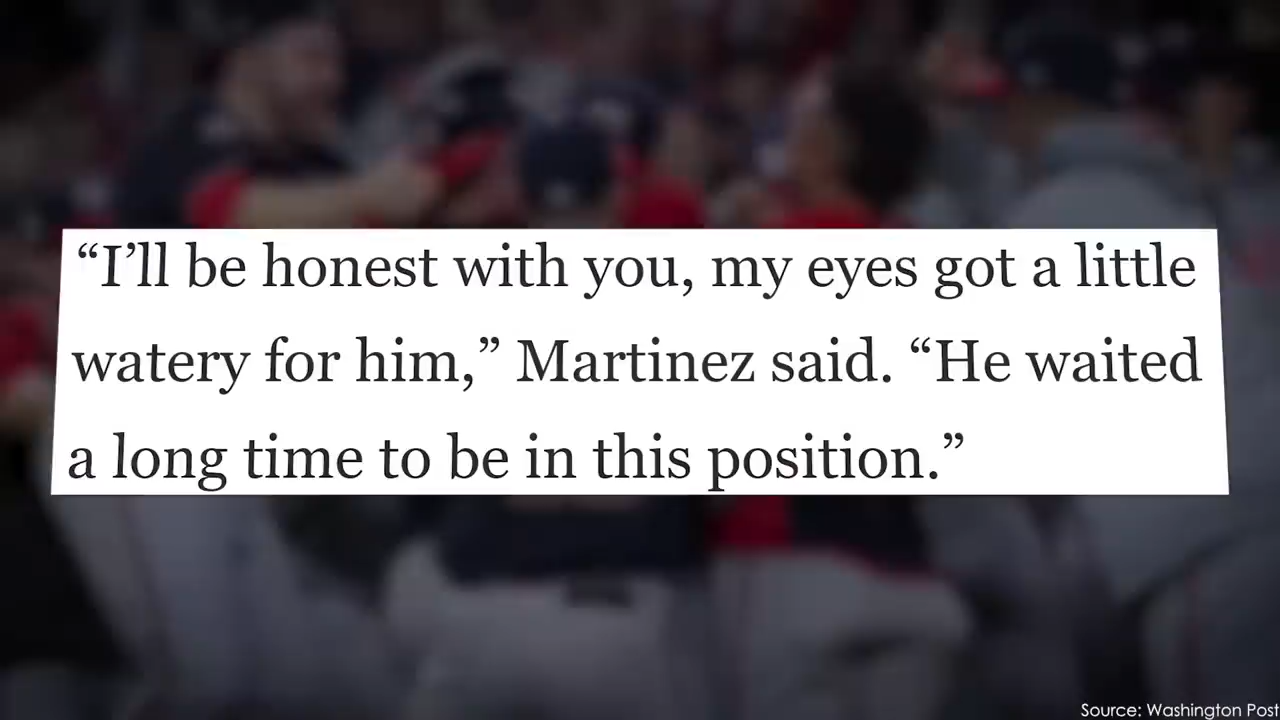 “I’ll be honest with you, my eyes got a little
watery for him,” Martinez said. “He waited
a long time to be in this position.”
Source: Washington Post